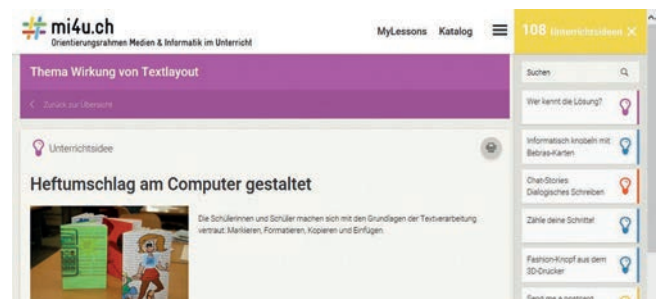 mi4u.ch
Orientierungsrahmen Medien & Informatik im Unterricht
MyLessons Katalog
108 Unterrichtsideen X
Thema Wirkung von Textlayout
Zurück zur Übersicht
Unterrichtsidee
Heftumschlag am Computer gestaltet
Die Schülerinnen und Schüler machen sich mit den Grundlagen der Textverarbeitung
vertraut: Markieren, Formatieren, Kopieren und Einfügen.
Suchen
Wer kennt die Lösung?
Informatisch knobeln mit
Bebras-Karten
Chat-Stories:
Dialogisches Schreiben
Zähle deine Schritte!
Fashion-Knopf aus dem
3D-Drucker
Send me a postcard